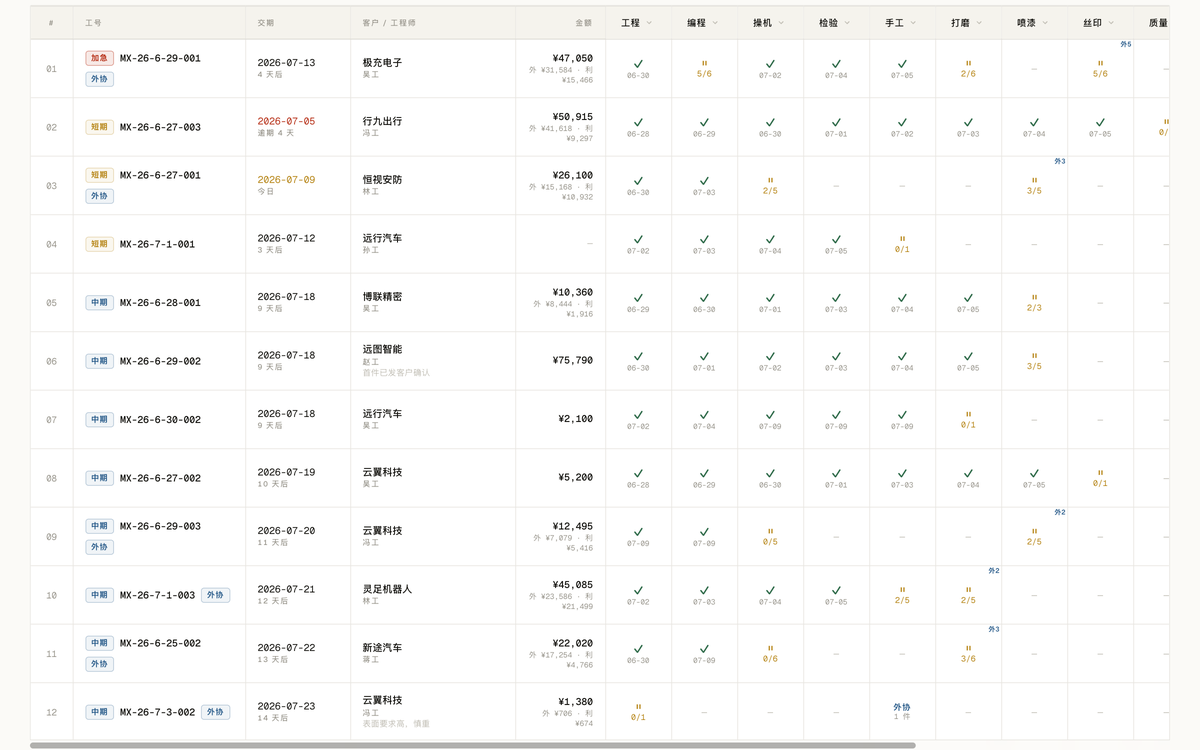 # 工号 交期 客户 / 工程师 金额 工程 编程 操机 检验 手工 打磨 喷漆 丝印 质量
外5
01 加急 MX-26-6-29-001 外协 2026-07-13 4 天后 极充电子 吴工 ¥47,050 外 ¥31,584 · 利 ¥15,466 06-30 5/6 07-02 07-04 07-05 2/6 — 5/6 —
02 短期 MX-26-6-27-003 2026-07-05 逾期 4 天 行九出行 冯工 ¥50,915 外 ¥41,618 · 利 ¥9,297 06-28 06-29 06-30 07-01 07-02 07-03 07-04 07-05 0/
外3
03 短期 MX-26-6-27-001 外协 2026-07-09 今日 恒视安防 林工 ¥26,100 外 ¥15,168 · 利 ¥10,932 06-30 07-03 2/5 — — — 3/5 — —
04 短期 MX-26-7-1-001 2026-07-12 3 天后 远行汽车 孙工 — 07-02 07-03 07-04 07-05 0/1 — — — —
05 中期 MX-26-6-28-001 2026-07-18 9 天后 博联精密 吴工 ¥10,360 外 ¥8,444 · 利 ¥1,916 06-29 06-30 07-01 07-03 07-04 07-05 2/3 — —
06 中期 MX-26-6-29-002 2026-07-18 9 天后 远图智能 赵工 首件已发客户确认 ¥75,790 06-30 07-01 07-02 07-03 07-04 07-05 3/5 — —
07 中期 MX-26-6-30-002 2026-07-18 9 天后 远行汽车 吴工 ¥2,100 07-02 07-04 07-09 07-09 07-09 0/1 — — —
08 中期 MX-26-6-27-002 2026-07-19 10 天后 云翼科技 吴工 ¥5,200 06-28 06-29 06-30 07-01 07-03 07-04 07-05 0/1 —
外2
09 中期 MX-26-6-29-003 外协 2026-07-20 11 天后 云翼科技 冯工 ¥12,495 外 ¥7,079 · 利 ¥5,416 07-09 07-09 0/5 — — — 2/5 — —
外2
10 中期 MX-26-7-1-003 外协 2026-07-21 12 天后 灵足机器人 林工 ¥45,085 外 ¥23,586 · 利 ¥21,499 07-02 07-03 07-04 07-05 2/5 2/5 — — —
外3
11 中期 MX-26-6-25-002 外协 2026-07-22 13 天后 新途汽车 蒋工 ¥22,020 外 ¥17,254 · 利 ¥4,766 06-30 07-09 0/6 — — 3/6 — — —
12 中期 MX-26-7-3-002 外协 2026-07-23 14 天后 云翼科技 冯工 表面要求高，慎重 ¥1,380 外 ¥706 · 利 ¥674 0/1 — — — 外协 1 件 — — — —